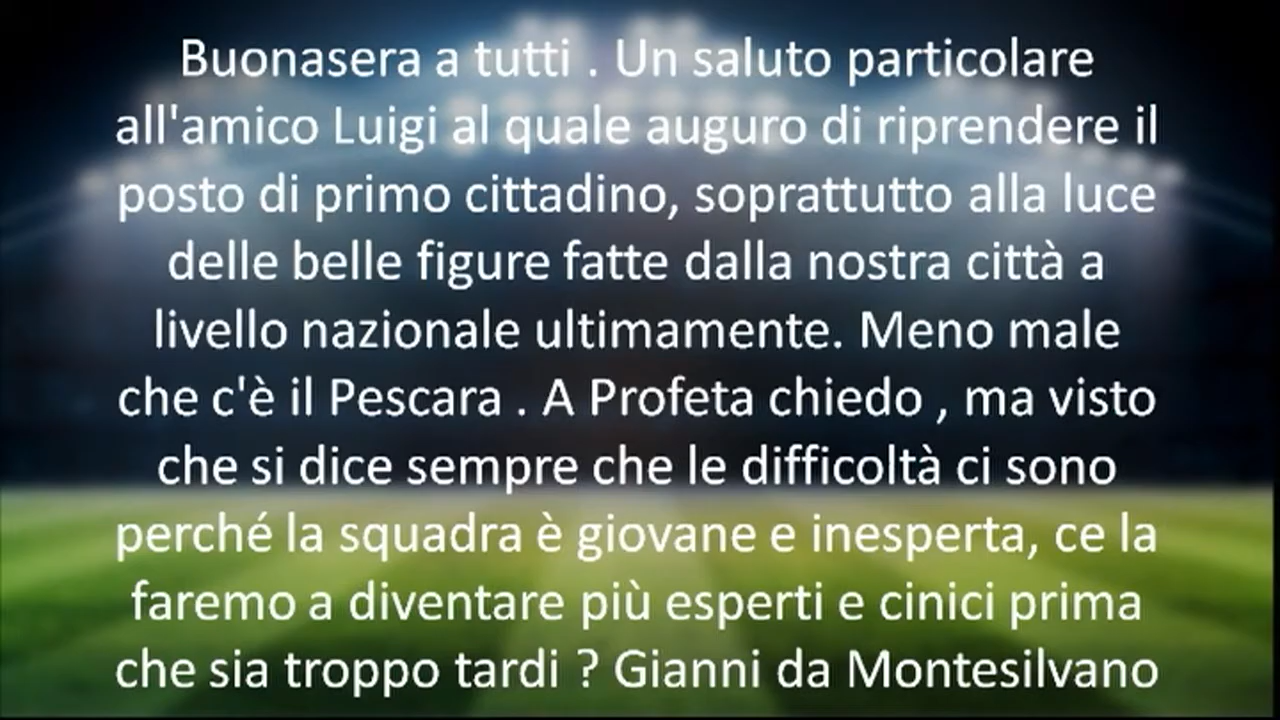 Buonasera a tutti . Un saluto particolare
all'amico Luigi al quale auguro di riprendere il
posto di primo cittadino, soprattutto alla luce
delle belle figure fatte dalla nostra città a
livello nazionale ultimamente. Meno male
che c'è il Pescara . A Profeta chiedo , ma visto
che si dice sempre che le difficoltà ci sono
perché la squadra è giovane e inesperta, ce la
faremo a diventare più esperti e cinici prima
che sia troppo tardi ? Gianni da Montesilvano